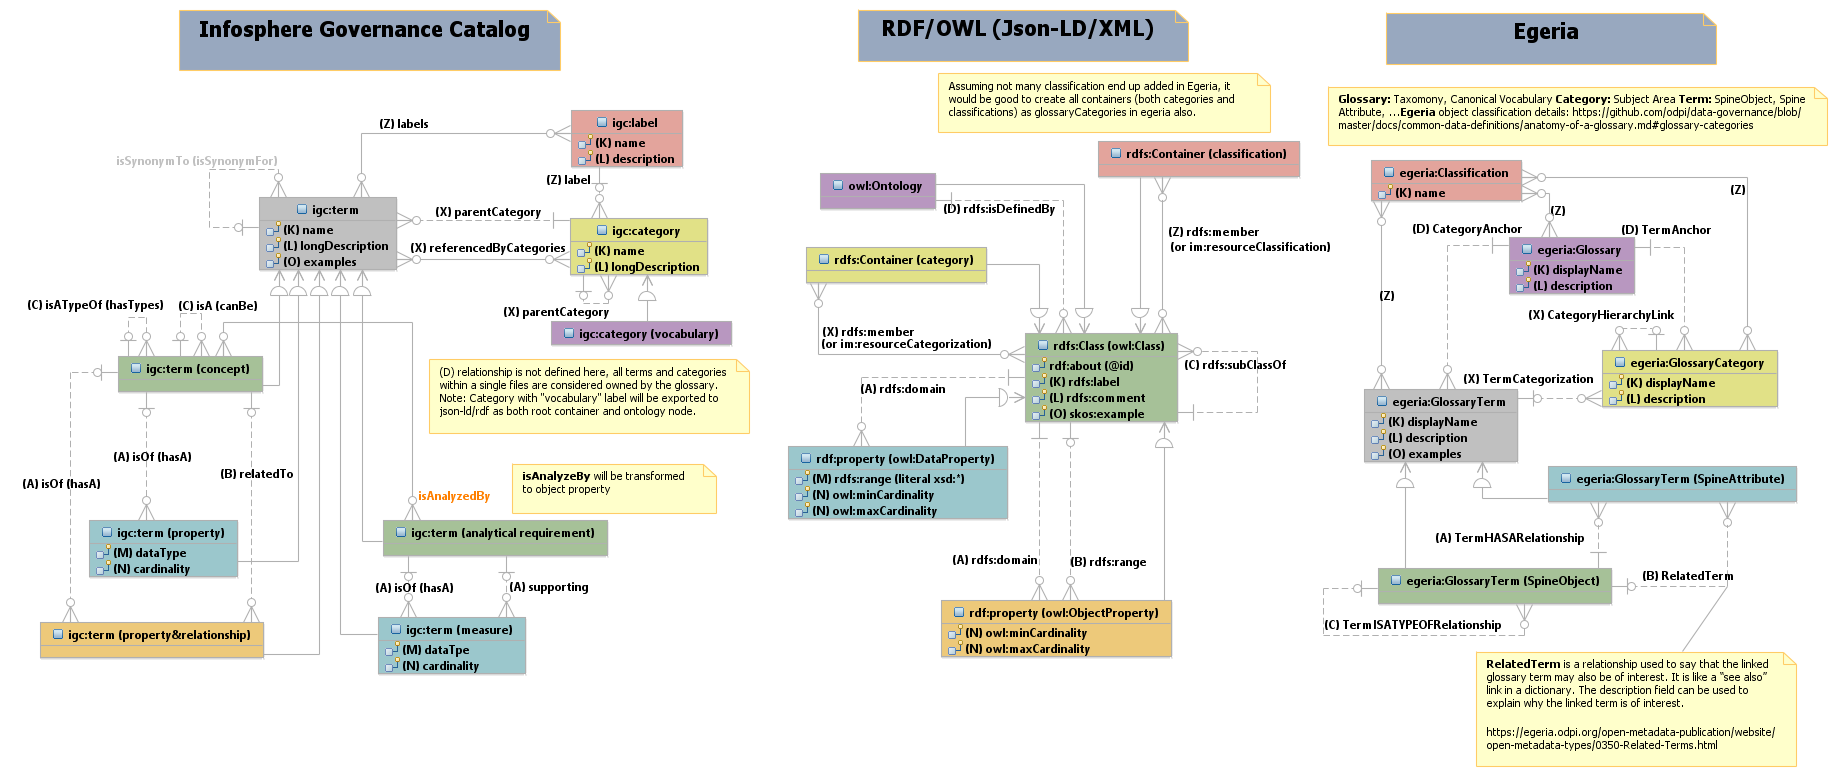 Infosphere Governance Catalog
(Z) labels
igc:label
(K) name
(L) description
isSynonymTo (isSynonymFor)
(Z) label
igc:term
(K) name
(L) longDescription
(O) examples
(X) parentCategory
(X) referencedByCategories
igc:category
(K) name
(L) longDescription
(X) parentCategory
igc:category (vocabulary)
(C) isATypeOf (hasTypes)
(C) isA (canBe)
igc:term (concept)
(D) relationship is not defined here, all terms and categories
within a single files are considered owned by the glossary.
Note: Category with "vocabulary" label will be exported to
json-ld/rdf as both root container and ontology node.
(A) isOf (hasA)
(A) isOf (hasA)
(B) relatedTo
isAnalyzeBy will be transformed
to object property
isAnalyzedBy
igc:term (property)
(M) dataType
(N) cardinality
igc:term (analytical requirement)
(A) isOf (hasA)
(A) supporting
igc:term (property&relationship)
igc:term (measure)
(M) dataTpe
(N) cardinality
RDF/OWL (Json-LD/XML)
Assuming not many classification end up added in Egeria, it
would be good to create all containers (both categories and
classifications) as glossaryCategories in egeria also.
rdfs:Container (classification)
owl:Ontology
(D) rdfs:isDefinedBy
(Z) rdfs:member
(or im:resourceClassification)
rdfs:Container (category)
(X) rdfs:member
(or im:resourceCategorization)
rdfs:Class (owl:Class)
rdf:about (@id)
(K) rdfs:label
(L) rdfs:comment
(O) skos:example
(C) rdfs:subClassOf
(A) rdfs:domain
rdf:property (owl:DataProperty)
(M) rdfs:range (literal xsd:*)
(N) owl:minCardinality
(N) owl:maxCardinality
(A) rdfs:domain
(B) rdfs:range
rdf:property (owl:ObjectProperty)
(N) owl:minCardinality
(N) owl:maxCardinality
Egeria
Glossary: Taxomony, Canonical Vocabulary Category: Subject Area Term: SpineObject, Spine
Attribute, ...Egeria object classification details: https://github.com/odpi/data-governance/blob/
master/docs/common-data-definitions/anatomy-of-a-glossary.md#glossary-categories
egeria:Classification
(K) name
(Z)
(Z)
(D) CategoryAnchor
(D) TermAnchor
egeria:Glossary
(K) displayName
(L) description
(Z)
(X) CategoryHierarchyLink
egeria:GlossaryCategory
(K) displayName
(L) description
(X) TermCategorization
egeria:GlossaryTerm
(K) displayName
(L) description
(O) examples
egeria:GlossaryTerm (SpineAttribute)
(A) TermHASARelationship
egeria:GlossaryTerm (SpineObject)
(B) RelatedTerm
(C) TermISATYPEOFRelationship
RelatedTerm is a relationship used to say that the linked
glossary term may also be of interest. It is like a "see also"
link in a dictionary. The description field can be used to
explain why the linked term is of interest.
https://egeria.odpi.org/open-metadata-publication/website/
open-metadata-types/0350-Related-Terms.html